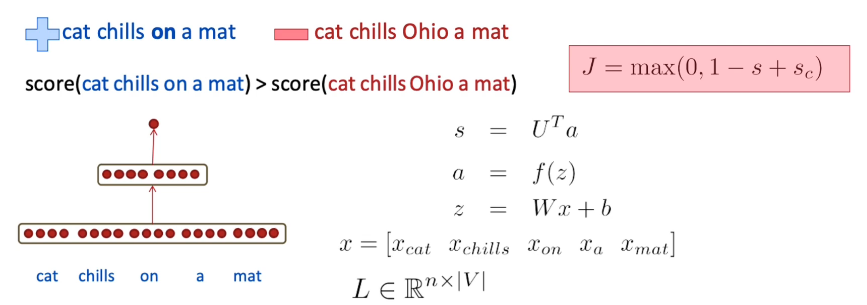 cat chills on a mat
cat chills Ohio a mat
score(cat chills on a mat) > score(cat chills Ohio a mat)
J = max(0, 1 − s + s_c)
s = U^T a
a = f(z)
z = Wx + b
x = [x_cat x_chills x_on x_a x_mat]
cat chills on a mat
L ∈ ℝ^{n×|V|}